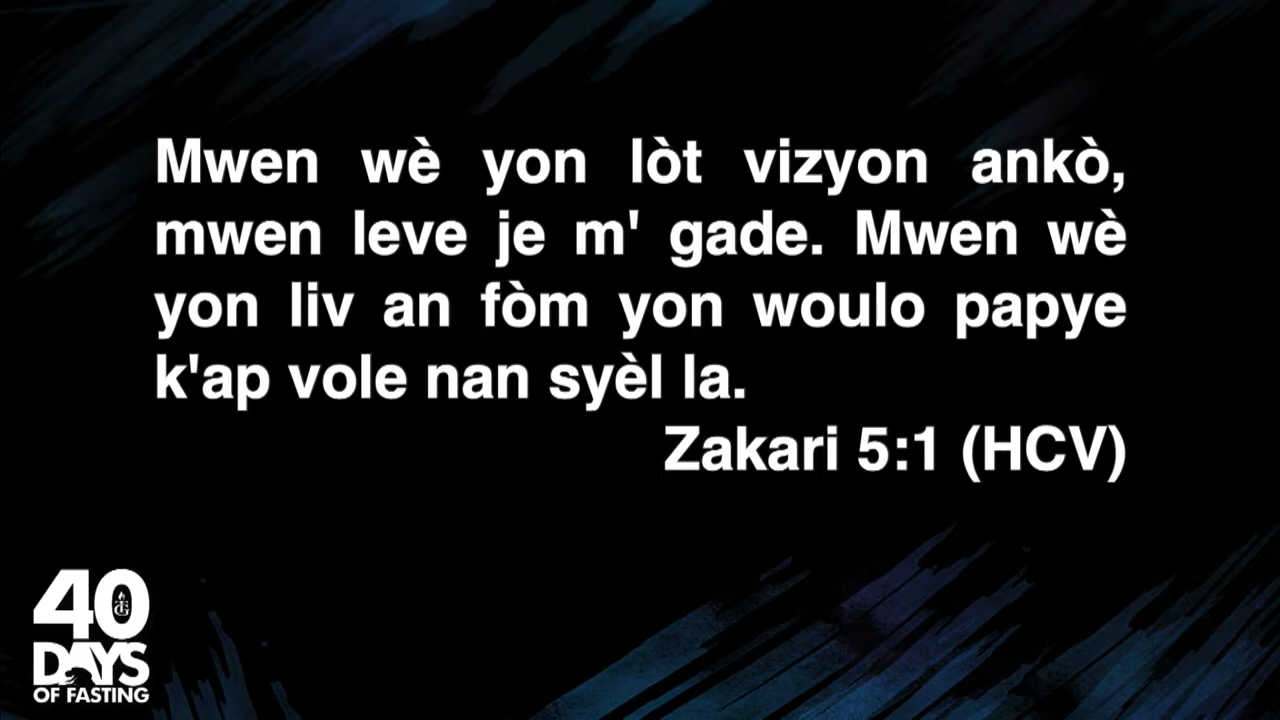 Mwen wè yon lòt vizyon ankò,
mwen leve je m' gade. Mwen wè
yon liv an fòm yon woulo papye
k'ap vole nan syèl la.
Zakari 5:1 (HCV)
40
DAYS
OF FASTING